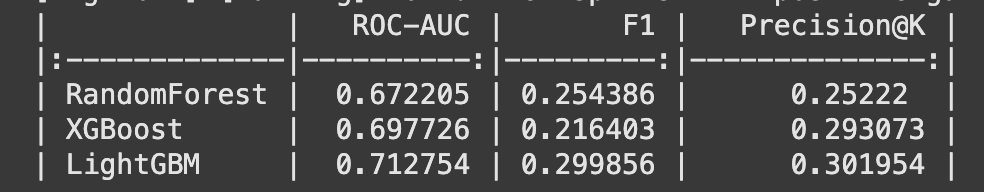 |              |   ROC-AUC |       F1 |   Precision@K |
|:-------------|----------:|---------:|--------------:|
| RandomForest |  0.672205 | 0.254386 |      0.25222  |
| XGBoost      |  0.697726 | 0.216403 |      0.293073 |
| LightGBM     |  0.712754 | 0.299856 |      0.301954 |